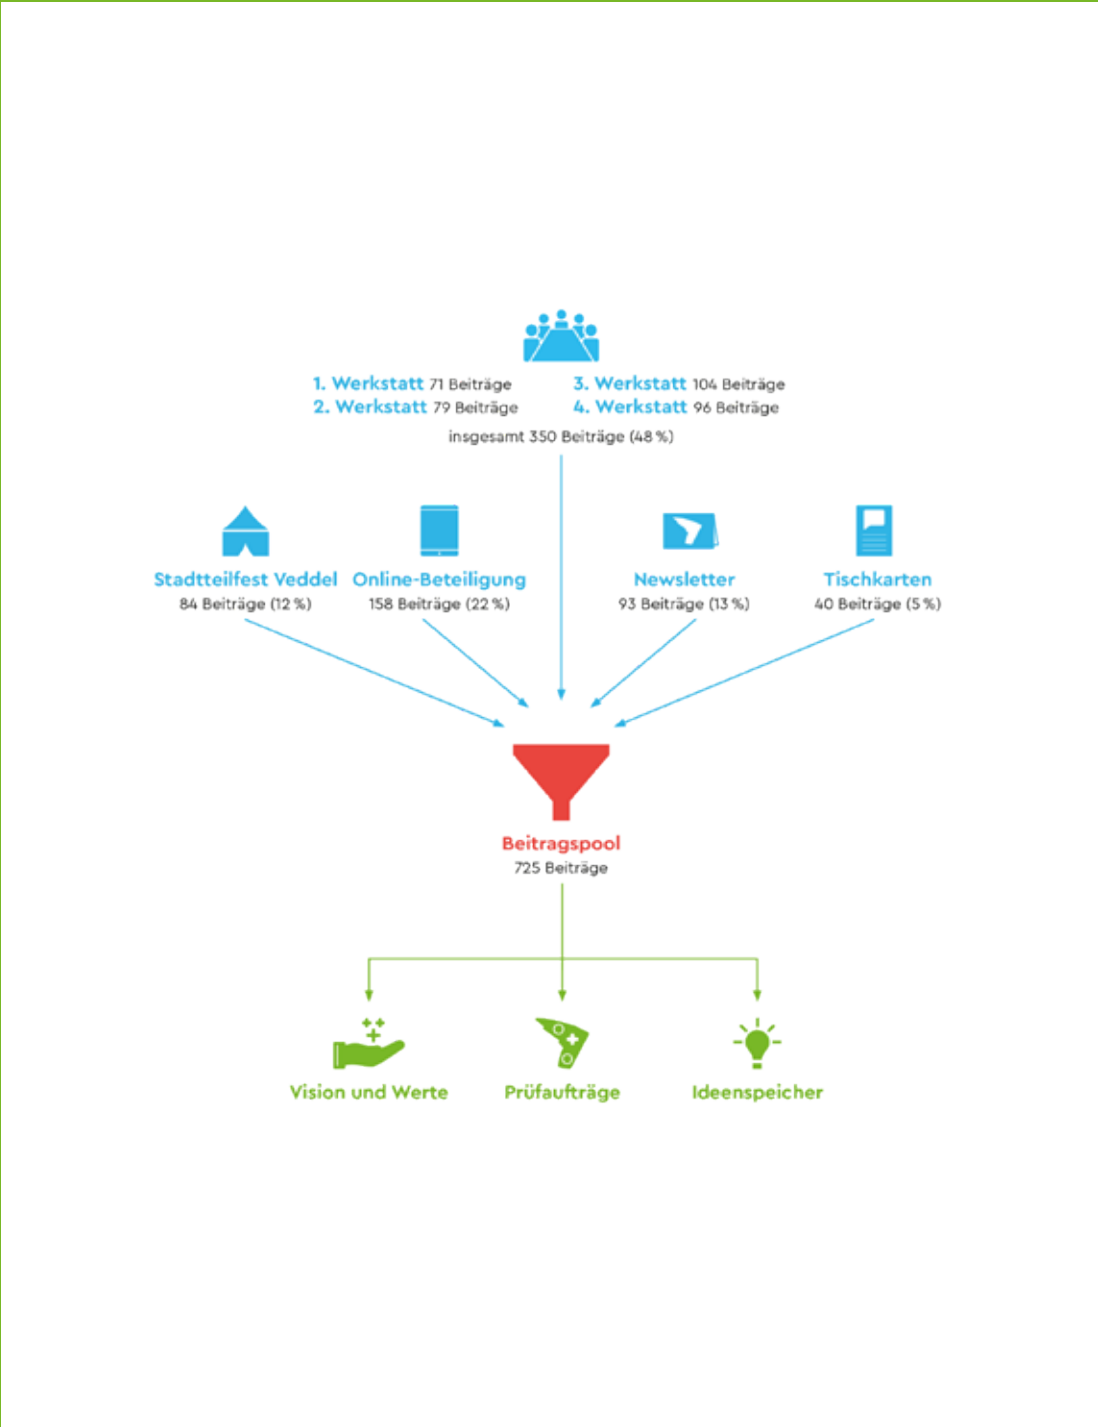 1. Werkstatt 71 Beiträge
2. Werkstatt 79 Beiträge
3. Werkstatt 104 Beiträge
4. Werkstatt 96 Beiträge
insgesamt 350 Beiträge (48 %)
Stadtteilfest Veddel
84 Beiträge (12 %)
Online-Beteiligung
158 Beiträge (22 %)
Newsletter
93 Beiträge (13 %)
Tischkarten
40 Beiträge (5 %)
Beitragspool
725 Beiträge
Vision und Werte
Prüfaufträge
Ideenspeicher